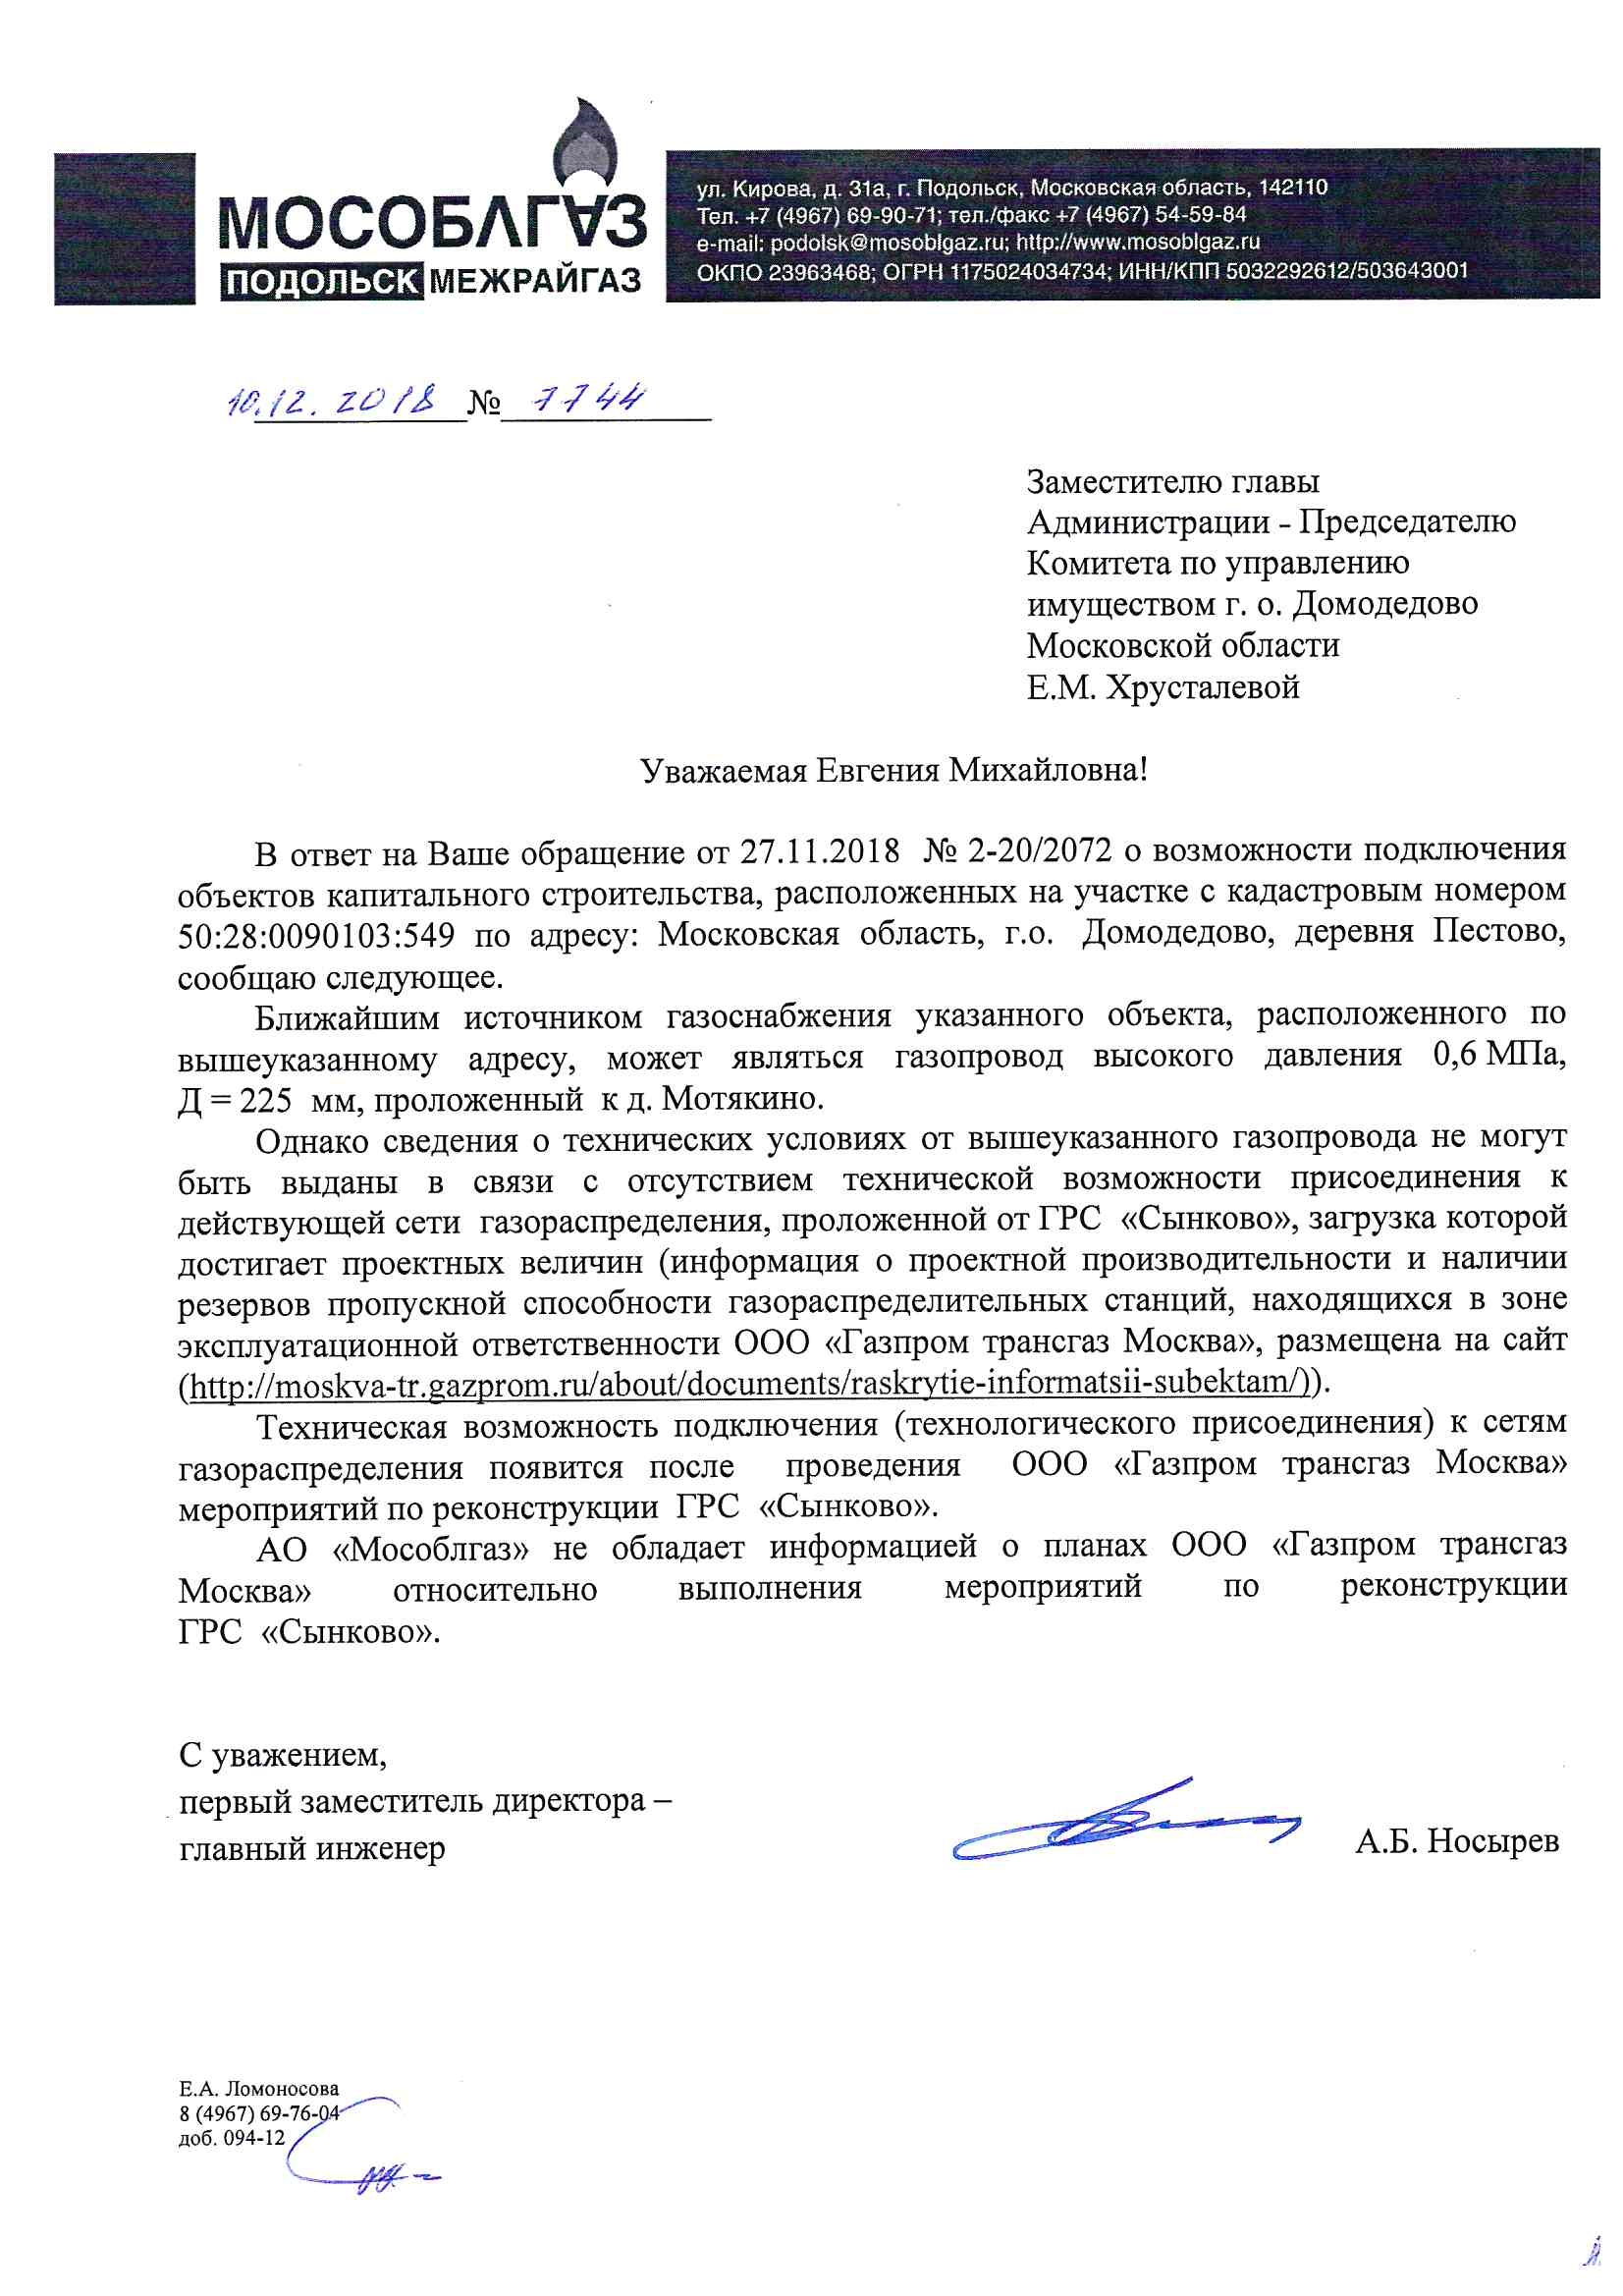 МОСОБЛГАЗ
ПОДОЛЬСК МЕЖРАЙГАЗ
ул. Кирова, д. 31а, г. Подольск, Московская область, 142110
Тел. +7 (4967) 69-90-71; тел./факс +7 (4967) 54-59-84
e-mail: podolsk@mosoblgaz.ru; http://www.mosoblgaz.ru
ОКПО 23963468; ОГРН 1175024034734; ИНН/КПП 5032292612/503643001
10.12.2018 № 7744
Заместителю главы
Администрации - Председателю
Комитета по управлению
имуществом г. о. Домодедово
Московской области
Е.М. Хрусталевой
Уважаемая Евгения Михайловна!
В ответ на Ваше обращение от 27.11.2018 № 2-20/2072 о возможности подключения
объектов капитального строительства, расположенных на участке с кадастровым номером
50:28:0090103:549 по адресу: Московская область, г.о. Домодедово, деревня Пестово,
сообщаю следующее.
Ближайшим источником газоснабжения указанного объекта, расположенного по
вышеуказанному адресу, может являться газопровод высокого давления 0,6 МПа,
Д = 225 мм, проложенный к д. Мотякино.
Однако сведения о технических условиях от вышеуказанного газопровода не могут
быть выданы в связи с отсутствием технической возможности присоединения к
действующей сети газораспределения, проложенной от ГРС «Сынково», загрузка которой
достигает проектных величин (информация о проектной производительности и наличии
резервов пропускной способности газораспределительных станций, находящихся в зоне
эксплуатационной ответственности ООО «Газпром трансгаз Москва», размещена на сайт
(http://moskva-tr.gazprom.ru/about/documents/raskrytie-informatsii-subektam/)).
Техническая возможность подключения (технологического присоединения) к сетям
газораспределения появится после проведения ООО «Газпром трансгаз Москва»
мероприятий по реконструкции ГРС «Сынково».
АО «Мособлгаз» не обладает информацией о планах ООО «Газпром трансгаз
Москва» относительно выполнения мероприятий по реконструкции
ГРС «Сынково».
С уважением,
первый заместитель директора –
главный инженер
А.Б. Носырев
Е.А. Ломоносова
8 (4967) 69-76-04
доб. 094-12